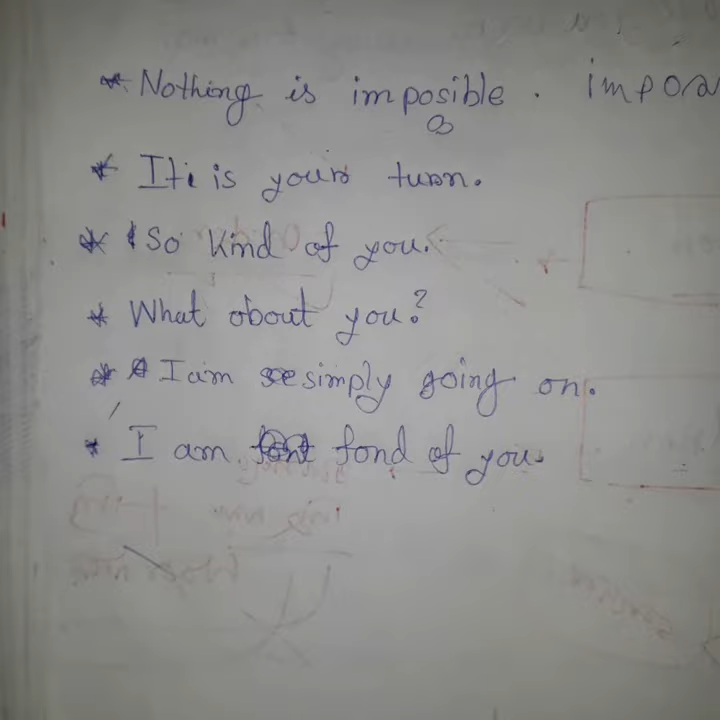 * Nothing is imposible.
* It is your turn.
* So kind of you.
* What about you?
* I am simply going on.
* I am fond of you.